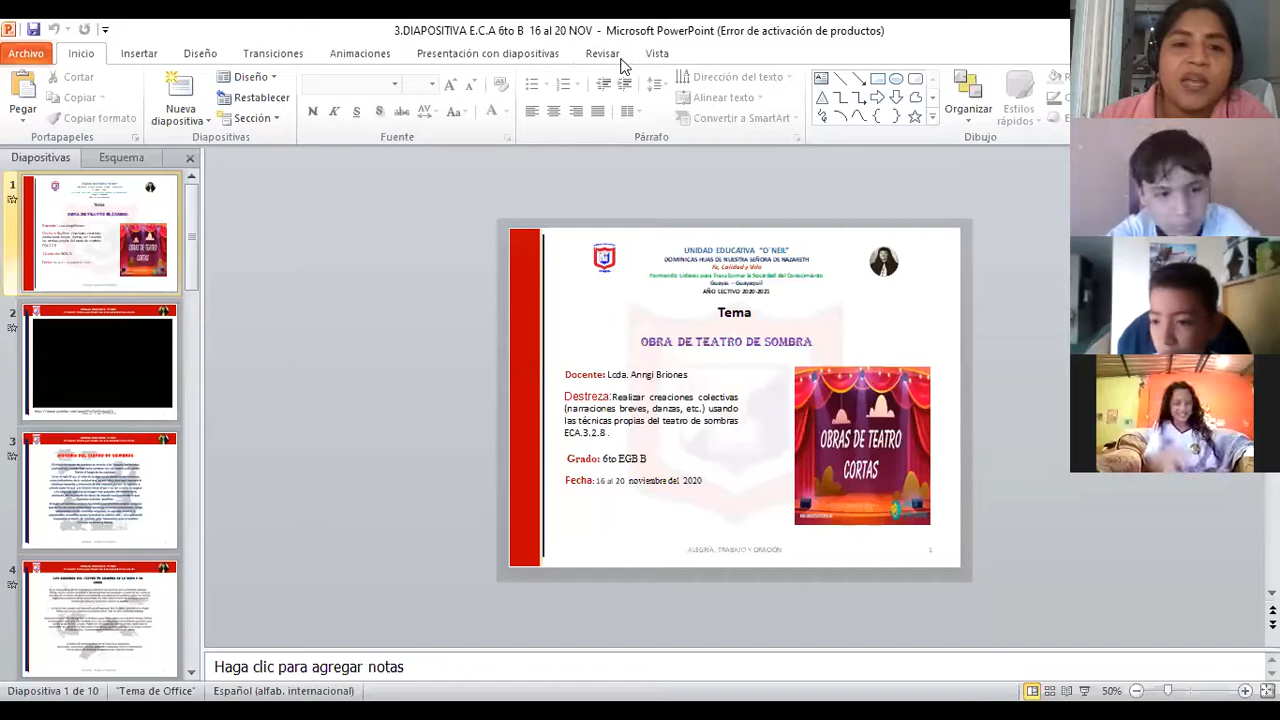 3.DIAPOSITIVA E.C.A 6to B 16 al 20 NOV - Microsoft PowerPoint (Error de activación de productos)
Archivo Inicio Insertar Diseño Transiciones Animaciones Presentación con diapositivas Revisar Vista
Pegar
Cortar
Copiar
Copiar formato
Portapapeles
Nueva
diapositiva
Diseño
Restablecer
Sección
Diapositivas
N K S S abc AV Aa A
Fuente
Dirección del texto
Alinear texto
Convertir a SmartArt
Párrafo
Organizar
Estilos
rápidos
Dibujo
Diapositivas Esquema
1
2
3
4
UNIDAD EDUCATIVA "O´NEIL"
DOMINICAS HIJAS DE NUESTRA SEÑORA DE NAZARETH
Fe, Calidad y Vida
Formando Líderes para Transformar la Sociedad del Conocimiento
Guayas – Guayaquil
AÑO LECTIVO 2020-2021
Tema
OBRA DE TEATRO DE SOMBRA
Docente: Lcda. Anngi Briones
Destreza:Realizar creaciones colectivas
(narraciones breves, danzas, etc.) usando
las técnicas propias del teatro de sombras
ECA.3.2.8
Grado: 6to EGB B
Fecha: 16 al 20 noviembre del 2020
OBRAS DE TEATRO
CORTAS
ALEGRÍA, TRABAJO Y ORACIÓN
1
Haga clic para agregar notas
Diapositiva 1 de 10 "Tema de Office" Español (alfab. internacional) 50%